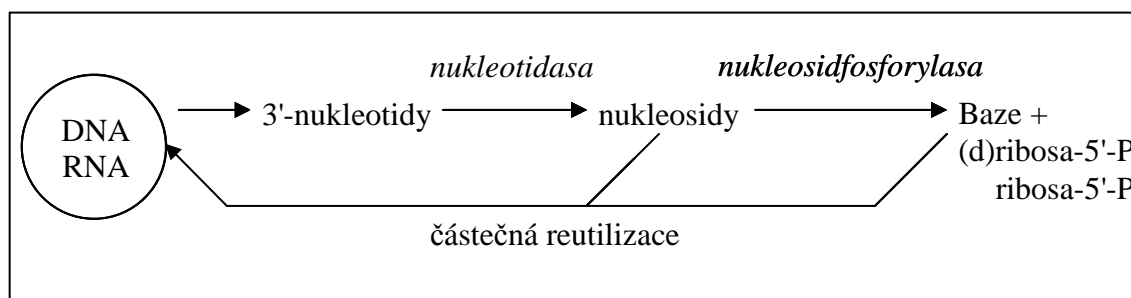 nukleotidasa
nukleosidfosforylasa
DNA
RNA
3'-nukleotidy
nukleosidy
Baze +
(d)ribosa-5'-P
ribosa-5'-P
částečná reutilizace